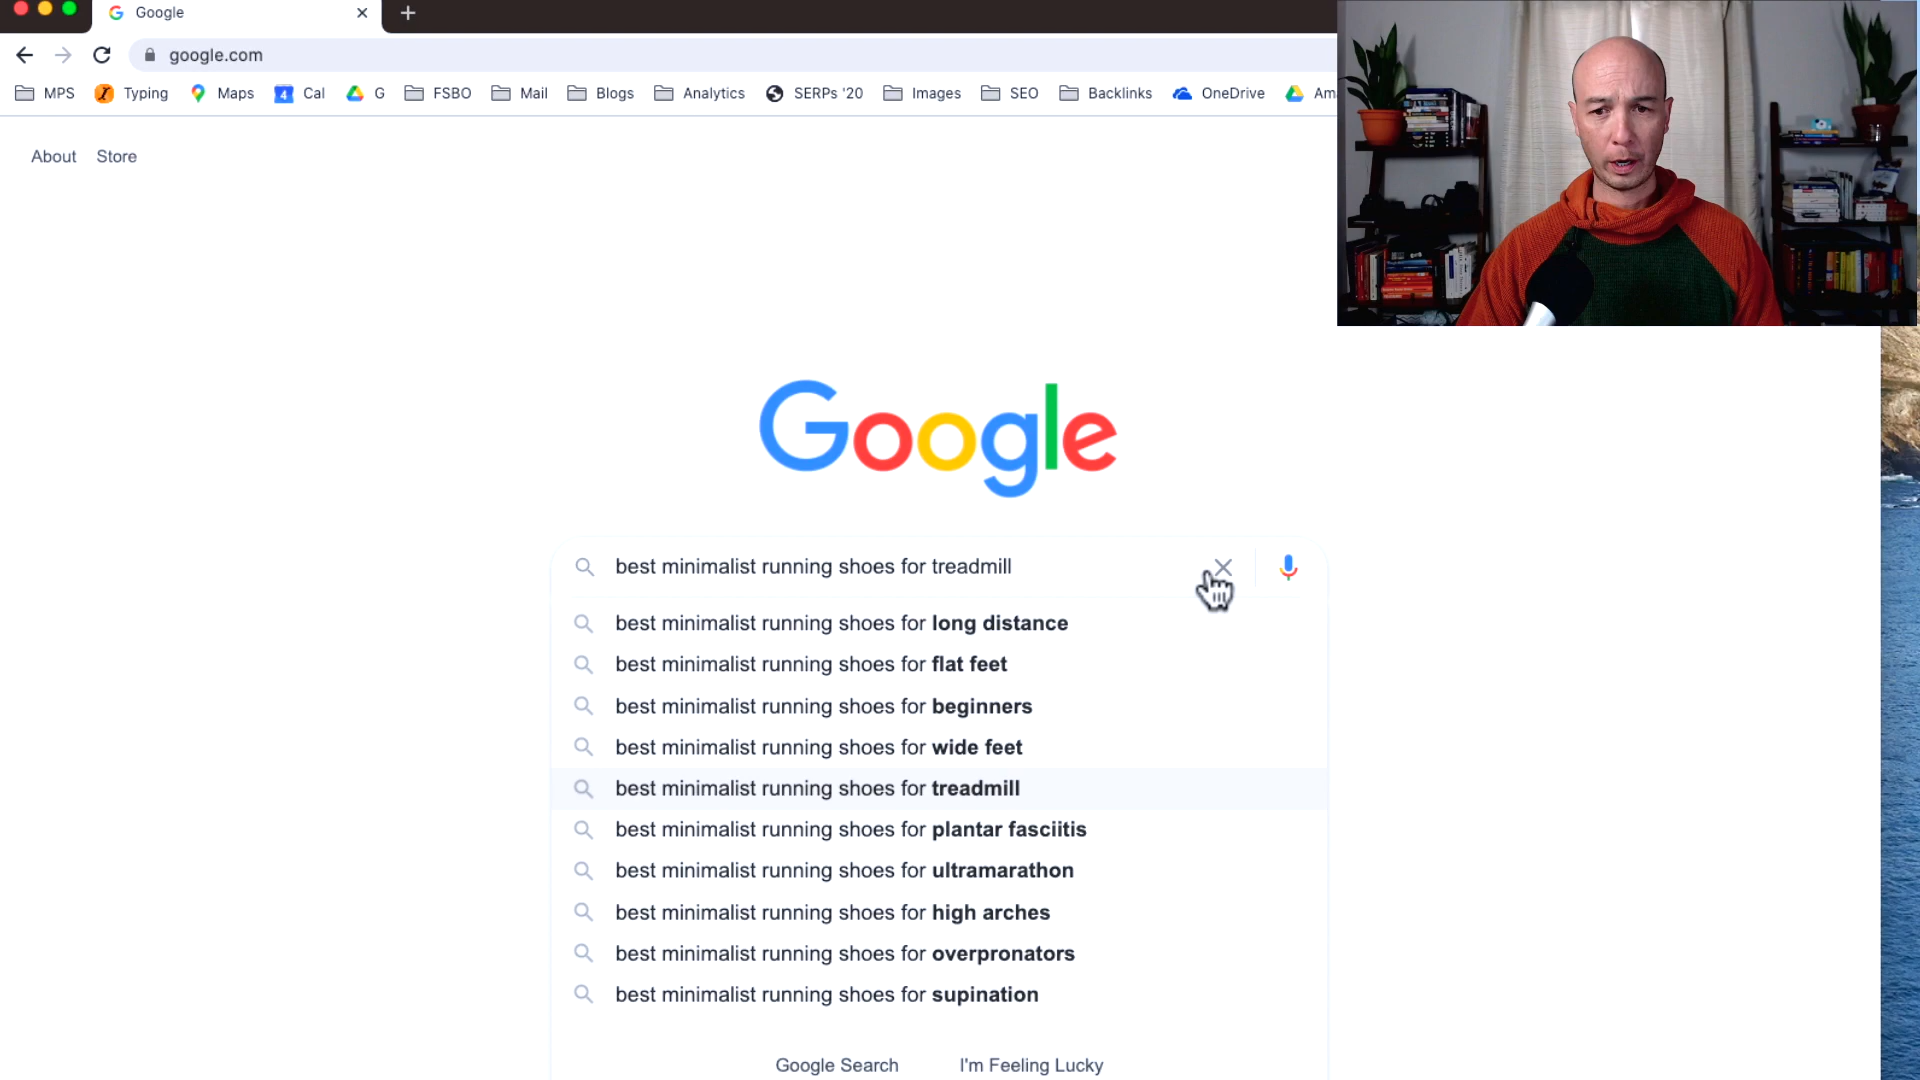 Google
google.com
MPS Typing Maps Cal G FSBO Mail Blogs Analytics SERPs '20 Images SEO Backlinks OneDrive Am
About Store
Google
best minimalist running shoes for treadmill
best minimalist running shoes for long distance
best minimalist running shoes for flat feet
best minimalist running shoes for beginners
best minimalist running shoes for wide feet
best minimalist running shoes for treadmill
best minimalist running shoes for plantar fasciitis
best minimalist running shoes for ultramarathon
best minimalist running shoes for high arches
best minimalist running shoes for overpronators
best minimalist running shoes for supination
Google Search I'm Feeling Lucky